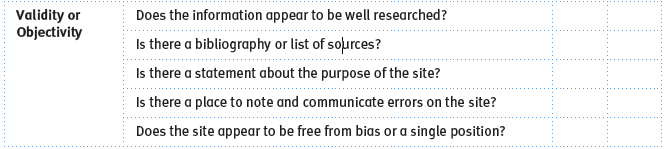 Validity or
Objectivity
Does the information appear to be well researched?
Is there a bibliography or list of sources?
Is there a statement about the purpose of the site?
Is there a place to note and communicate errors on the site?
Does the site appear to be free from bias or a single position?